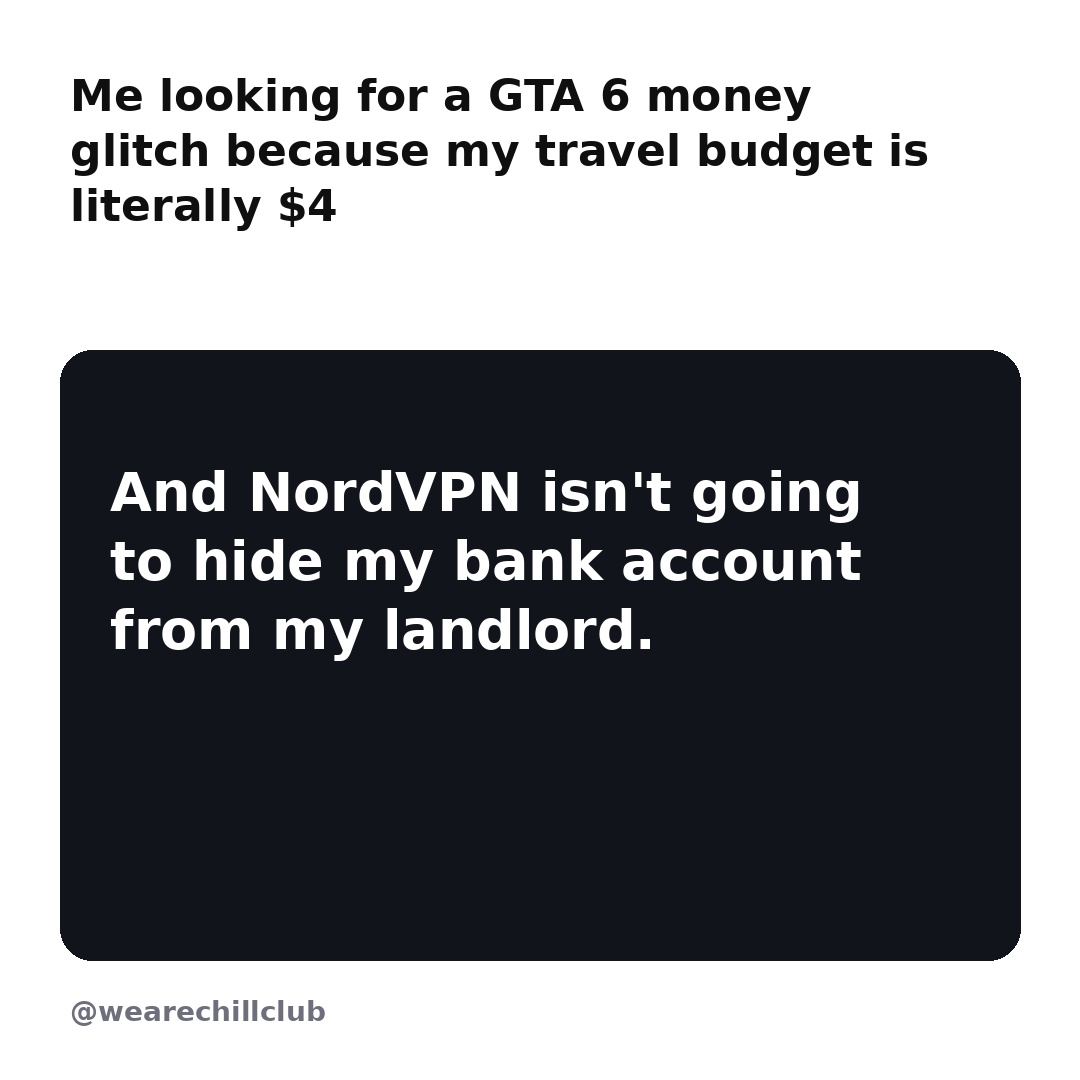 Me looking for a GTA 6 money
glitch because my travel budget is
literally $4
And NordVPN isn't going
to hide my bank account
from my landlord.
@wearechillclub